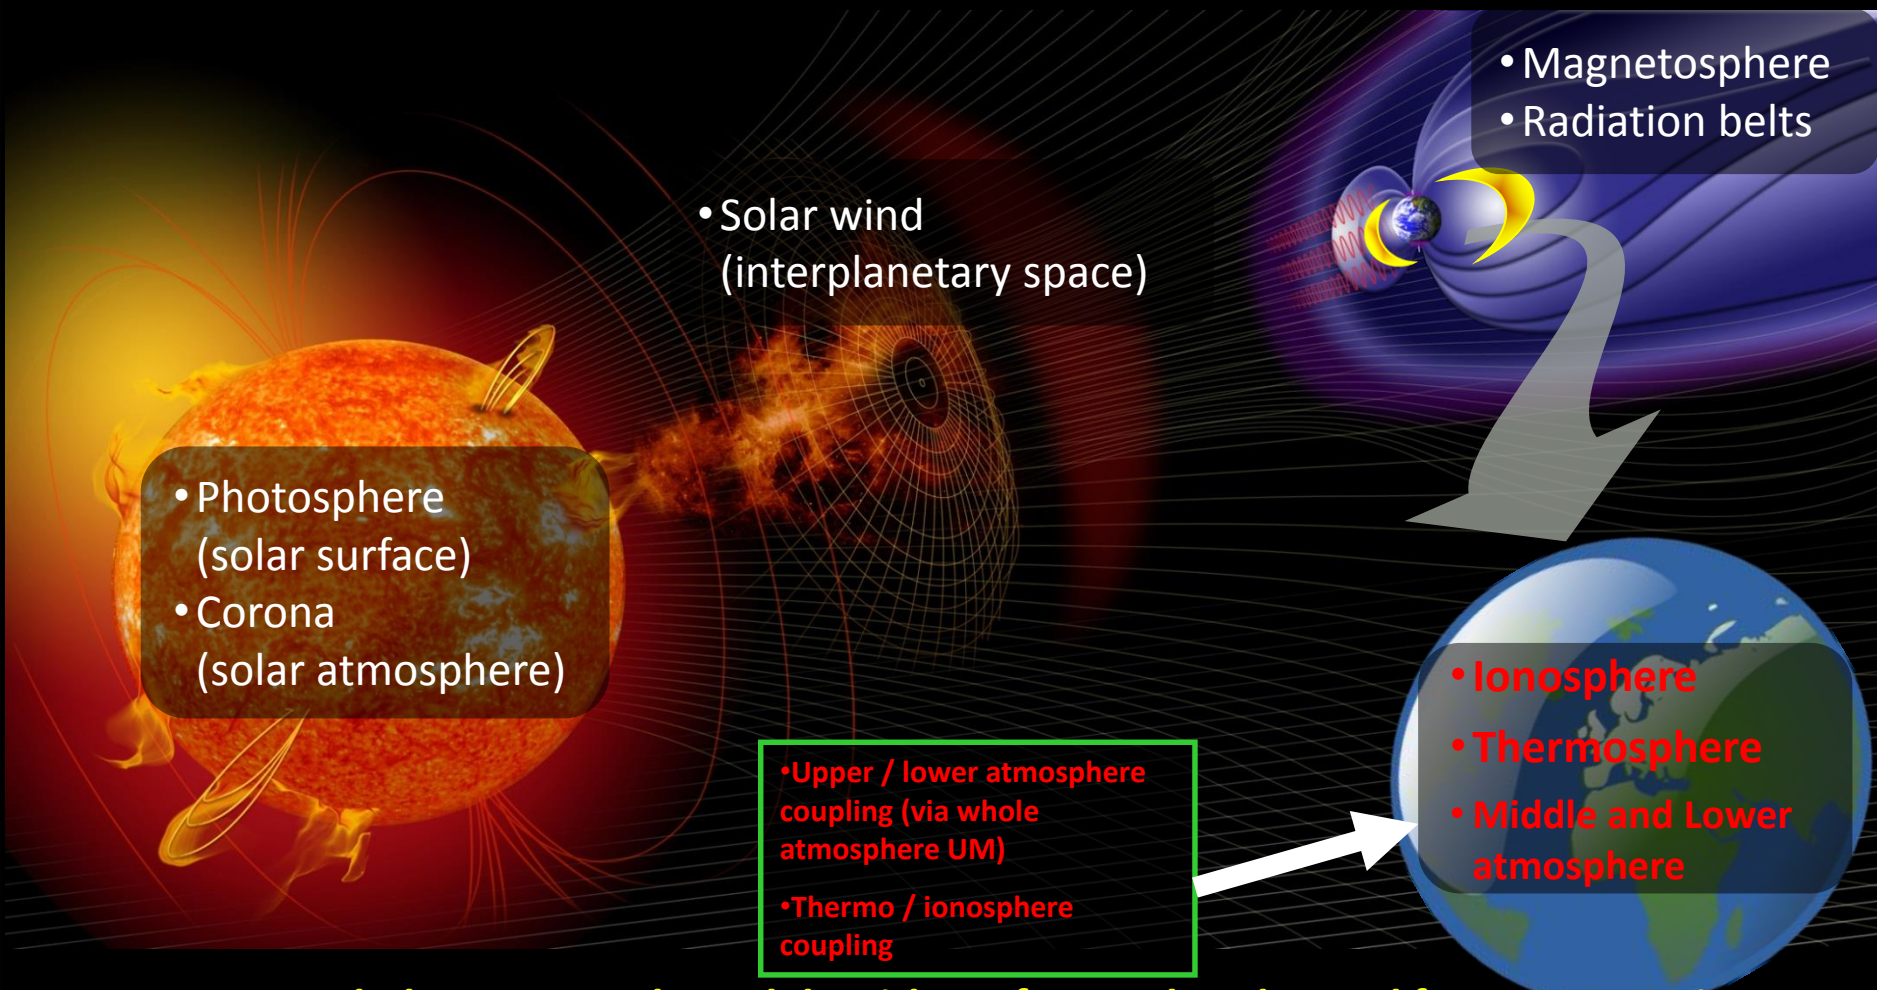 • Magnetosphere
• Radiation belts
• Solar wind
(interplanetary space)
• Photosphere
(solar surface)
• Corona
(solar atmosphere)
• Ionosphere
• Thermosphere
• Middle and Lower
atmosphere
•Upper / lower atmosphere
coupling (via whole
atmosphere UM)
•Thermo / ionosphere
coupling